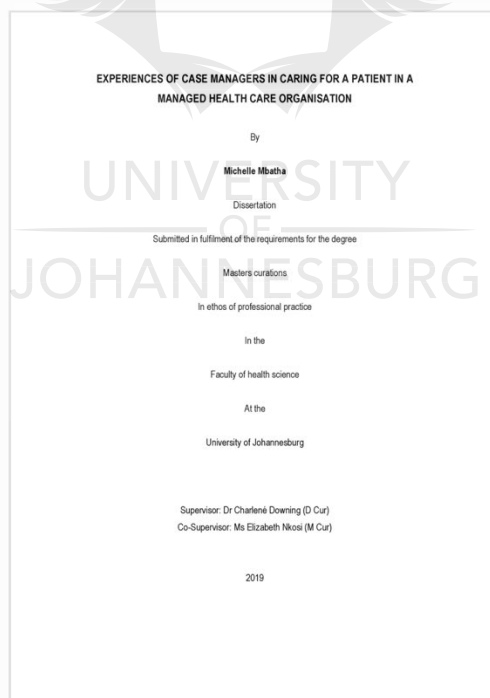 EXPERIENCES OF CASE MANAGERS IN CARING FOR A PATIENT IN A
MANAGED HEALTH CARE ORGANISATION
By
Michelle Mbatha
UNIVERSITY
Dissertation
OF
Submitted in fulfilment of the requirements for the degree
JOHANNESBURG
Masters curations
In ethos of professional practice
In the
Faculty of health science
At the
University of Johannesburg
Supervisor: Dr Charlené Downing (D Cur)
Co-Supervisor: Ms Elizabeth Nkosi (M Cur)
2019